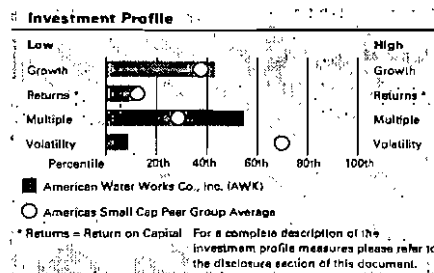 Investment Profile
Low High
Growth Growth
Returns * Returns *
Multiple Multiple
Volatility Volatility
Percentile 20th 40th 60th 80th 100th
American Water Works Co., Inc. (AWK)
Americas Small Cap Peer Group Average
* Returns = Return on Capital For a complete description of the
investment profile measures please refer to
the disclosure section of this document.